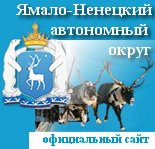 Ямало-Ненецкий
автономный
округ
официальный сайт